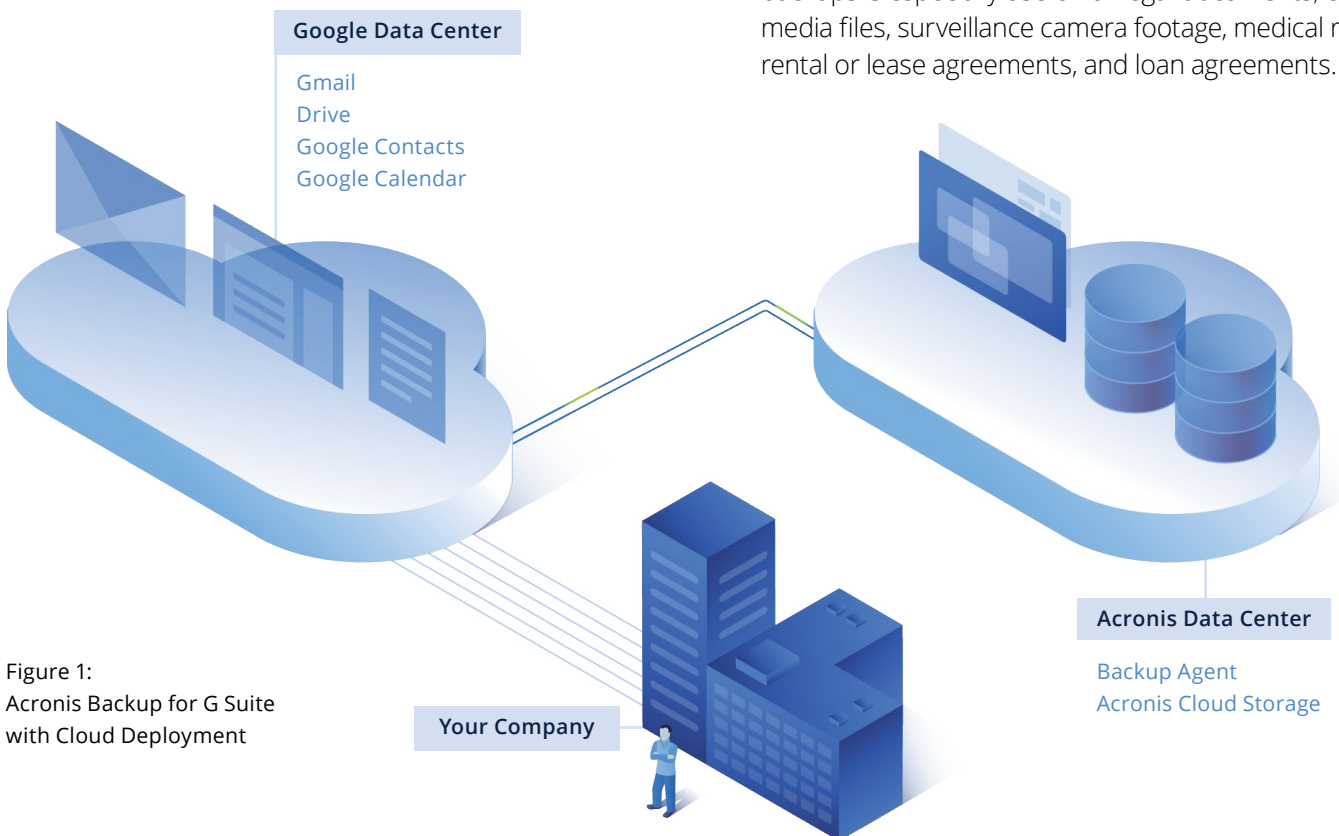 media files, surveillance camera footage, medical
rental or lease agreements, and loan agreements.
Google Data Center
Gmail
Drive
Google Contacts
Google Calendar
Acronis Data Center
Backup Agent
Acronis Cloud Storage
Figure 1:
Acronis Backup for G Suite
with Cloud Deployment
Your Company